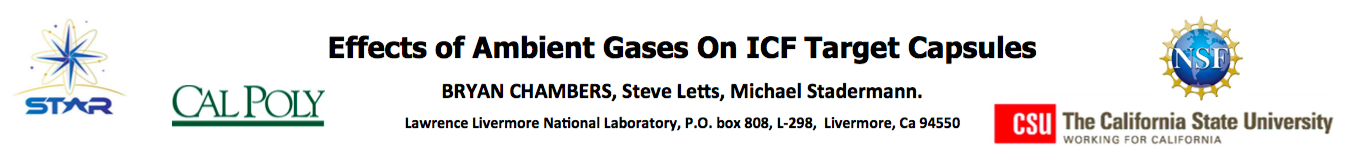 STAR
CAL POLY
Effects of Ambient Gases On ICF Target Capsules
BRYAN CHAMBERS, Steve Letts, Michael Stadermann.
Lawrence Livermore National Laboratory, P.O. box 808, L-298, Livermore, Ca 94550
NSF
CSU The California State University
WORKING FOR CALIFORNIA